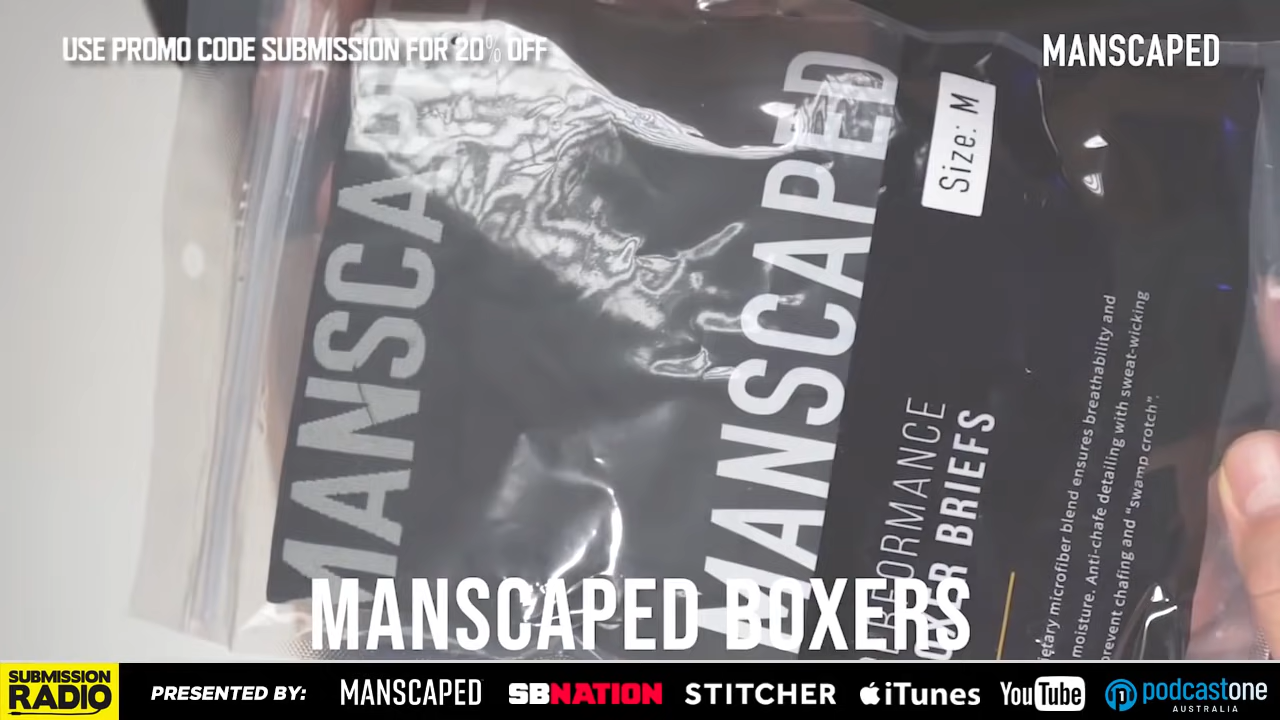 USE PROMO CODE SUBMISSION FOR 20% OFF
MANSCAPED
MANSCAPED
MANSCAPED
Size: M
PERFORMANCE
BOXER BRIEFS
microfiber blend ensures breathability and
moisture. Anti-chafe detailing with sweat-wicking
prevent chafing and "swamp crotch".
MANSCAPED BOXERS
SUBMISSION
RADIO
PRESENTED BY:
MANSCAPED
SBNATION
STITCHER
iTunes
YouTube
podcastone
AUSTRALIA